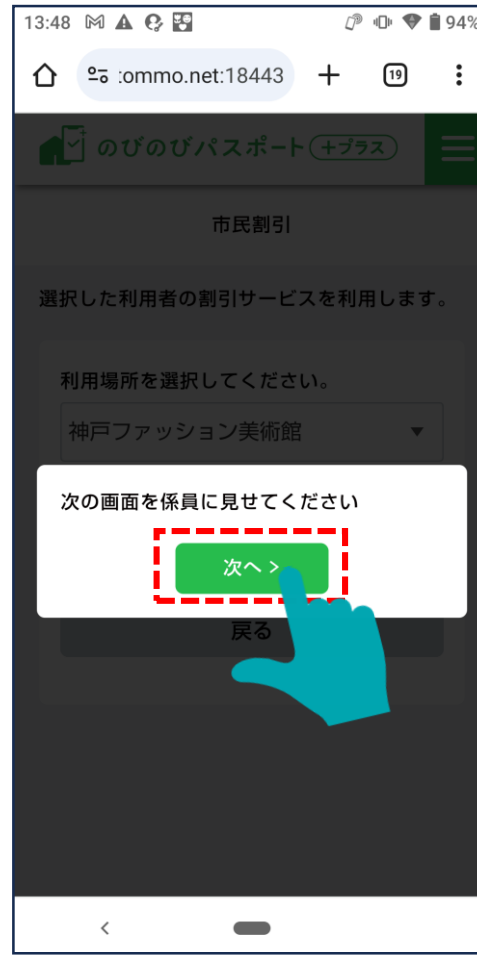 13:48
94%
:ommo.net:18443
19
のびのびパスポート
＋プラス
市民割引
選択した利用者の割引サービスを利用します。
利用場所を選択してください。
神戸ファッション美術館
次の画面を係員に見せてください
次へ >
戻る